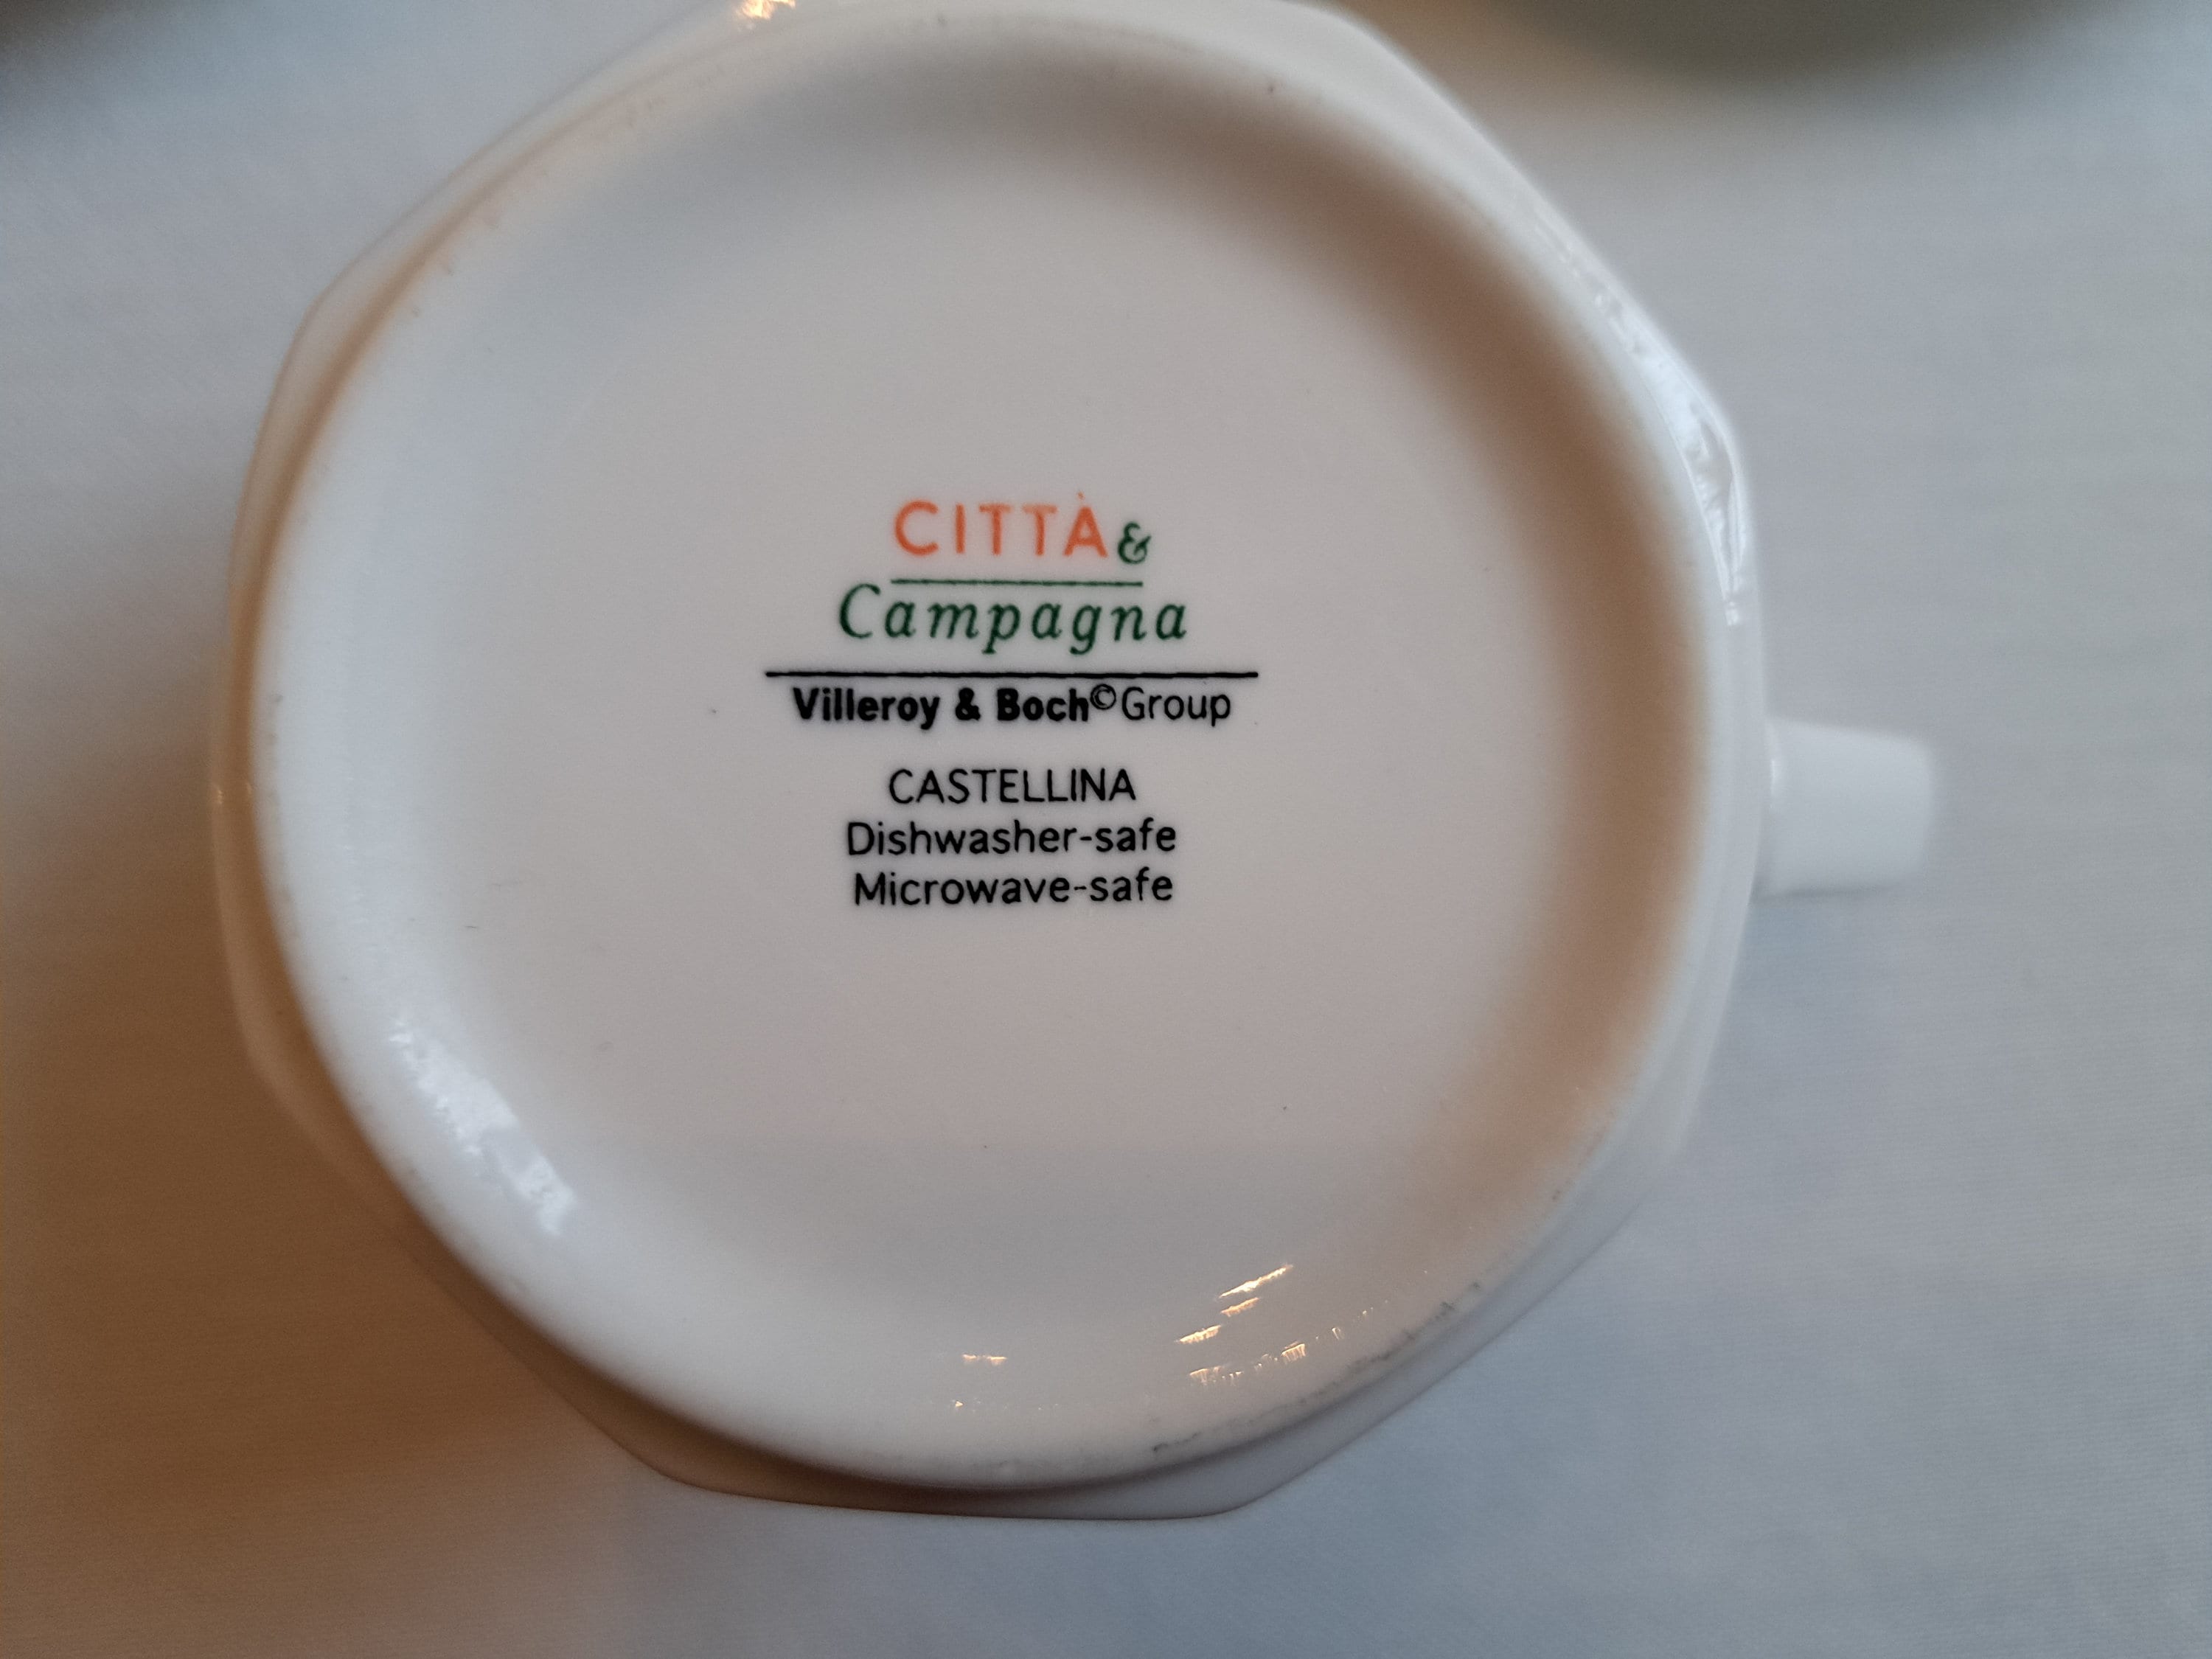 CITTÀ &
Campagna
Villeroy & Boch© Group
CASTELLINA
Dishwasher-safe
Microwave-safe